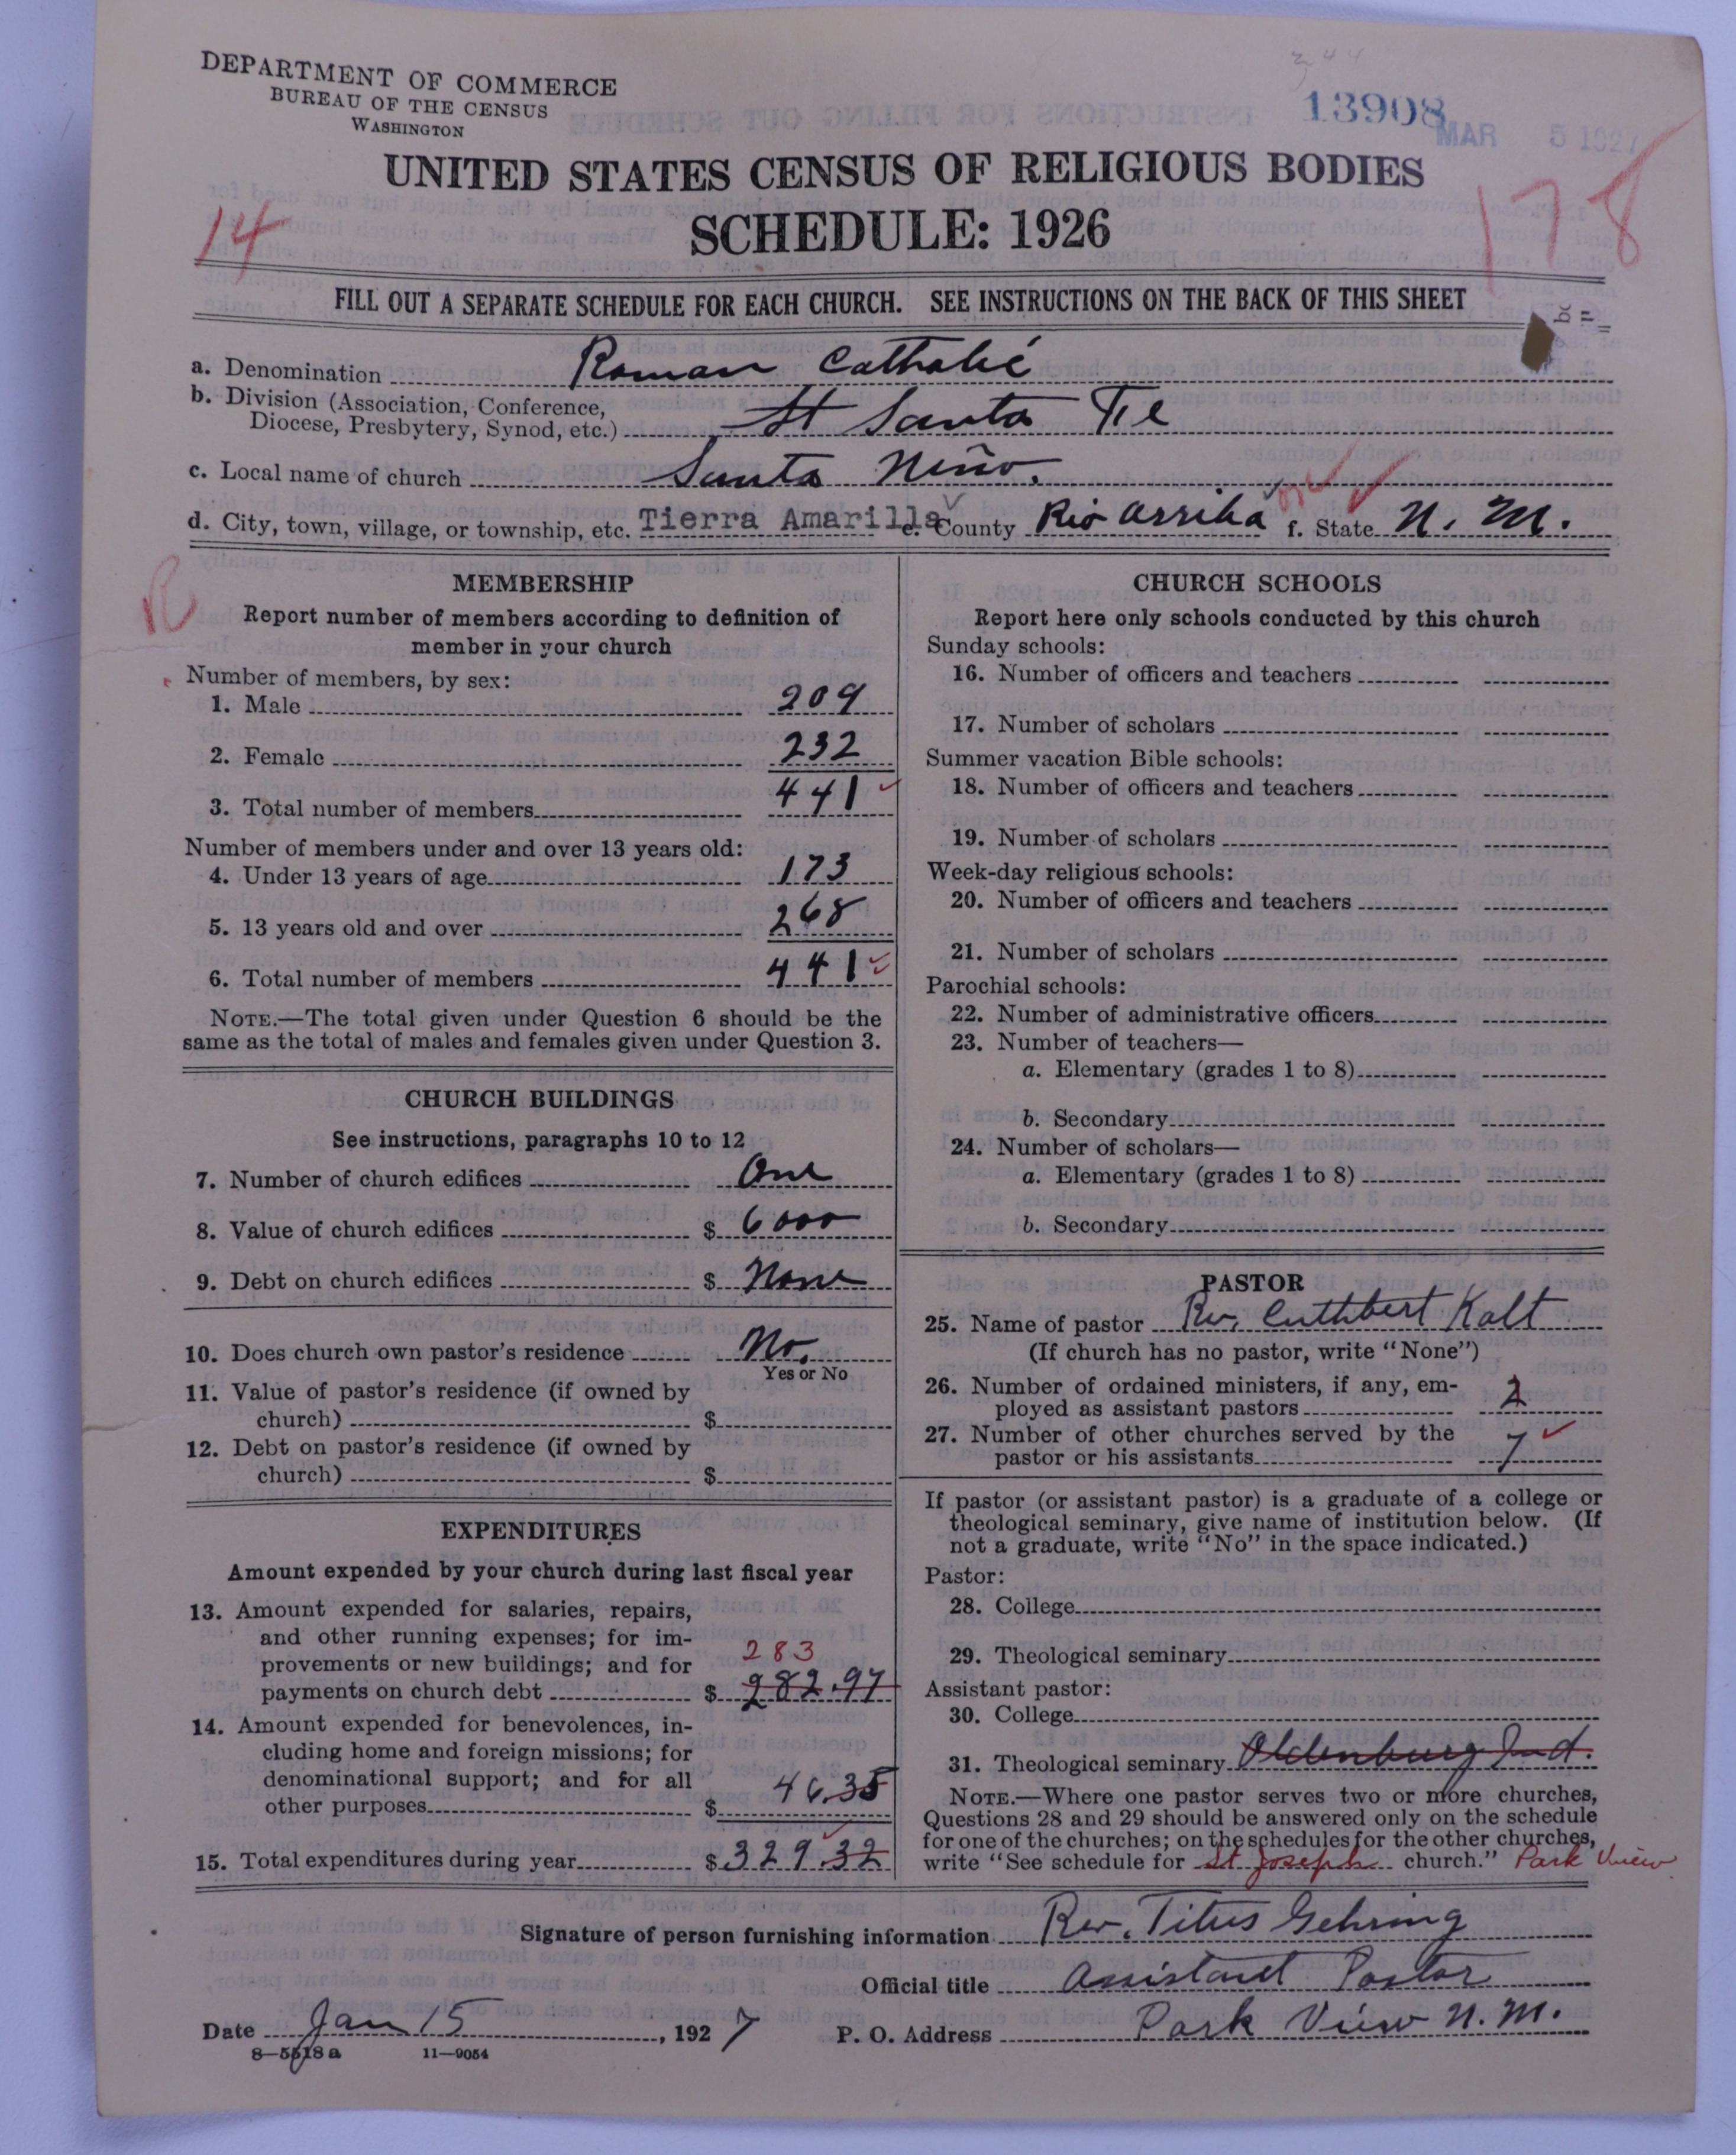 DEPARTMENT OF COMMERCE
BUREAU OF THE CENSUS
WASHINGTON
13908
MAR 5 1927
UNITED STATES CENSUS OF RELIGIOUS BODIES
14
SCHEDULE: 1926
178
FILL OUT A SEPARATE SCHEDULE FOR EACH CHURCH. SEE INSTRUCTIONS ON THE BACK OF THIS SHEET
a. Denomination Roman Catholic
b. Division (Association, Conference,
Diocese, Presbytery, Synod, etc.) St Santa Fe
c. Local name of church Santo Niño.
d. City, town, village, or township, etc. Tierra Amarilla e. County Rio Arriba f. State N. M.
MEMBERSHIP
Report number of members according to definition of
member in your church
Number of members, by sex:
1. Male 209
2. Female 232
3. Total number of members 441
Number of members under and over 13 years old:
4. Under 13 years of age 173
5. 13 years old and over 268
6. Total number of members 441
NOTE.—The total given under Question 6 should be the
same as the total of males and females given under Question 3.
CHURCH BUILDINGS
See instructions, paragraphs 10 to 12
7. Number of church edifices One
8. Value of church edifices $ 6000
9. Debt on church edifices $ None
10. Does church own pastor's residence No.
Yes or No
11. Value of pastor's residence (if owned by
church) $
12. Debt on pastor's residence (if owned by
church) $
EXPENDITURES
Amount expended by your church during last fiscal year
13. Amount expended for salaries, repairs,
and other running expenses; for im-
provements or new buildings; and for 283
payments on church debt $ 282.97
14. Amount expended for benevolences, in-
cluding home and foreign missions; for
denominational support; and for all 46.35
other purposes $
15. Total expenditures during year $ 329.32
CHURCH SCHOOLS
Report here only schools conducted by this church
Sunday schools:
16. Number of officers and teachers
17. Number of scholars
Summer vacation Bible schools:
18. Number of officers and teachers
19. Number of scholars
Week-day religious schools:
20. Number of officers and teachers
21. Number of scholars
Parochial schools:
22. Number of administrative officers
23. Number of teachers—
a. Elementary (grades 1 to 8)
b. Secondary
24. Number of scholars—
a. Elementary (grades 1 to 8)
b. Secondary
PASTOR
25. Name of pastor Rev. Cuthbert Kalt
(If church has no pastor, write "None")
26. Number of ordained ministers, if any, em-
ployed as assistant pastors 2
27. Number of other churches served by the
pastor or his assistants 7
If pastor (or assistant pastor) is a graduate of a college or
theological seminary, give name of institution below. (If
not a graduate, write "No" in the space indicated.)
Pastor:
28. College
29. Theological seminary
Assistant pastor:
30. College
31. Theological seminary Oldenburg Ind.
NOTE.—Where one pastor serves two or more churches,
Questions 28 and 29 should be answered only on the schedule
for one of the churches; on the schedules for the other churches,
write "See schedule for St Joseph church." Park View
Signature of person furnishing information Rev. Titus Gehring
Official title Assistant Pastor
Date Jan 15, 1927 P. O. Address Park View N. M.
8—5518a 11—9054